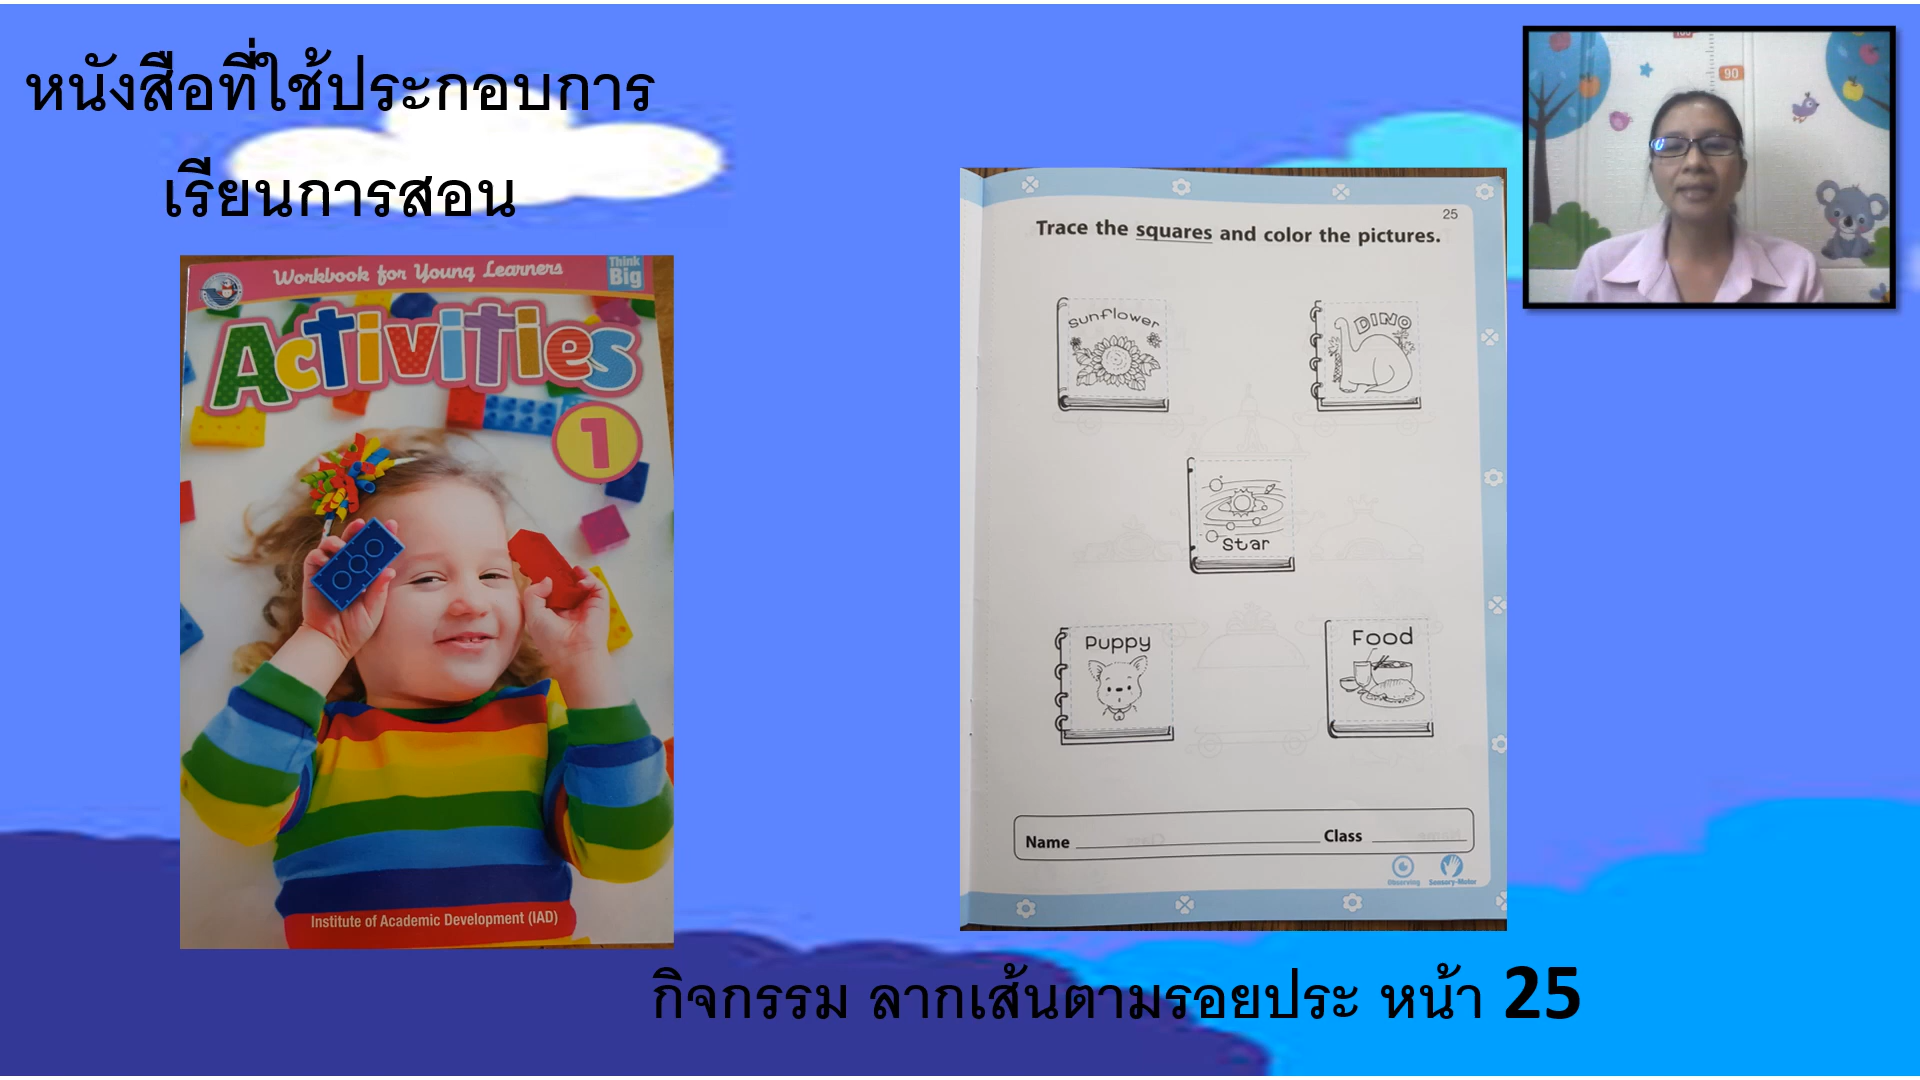 หนังสือที่ใช้ประกอบการ
เรียนการสอน
90
Workbook for Young Learners
Think
Big
Activities
1
Institute of Academic Development (IAD)
25
Trace the squares and color the pictures.
Sunflower
DINO
Star
Puppy
Food
Name Class
Observing Sensory-Motor
กิจกรรม ลากเส้นตามรอยประ หน้า 25